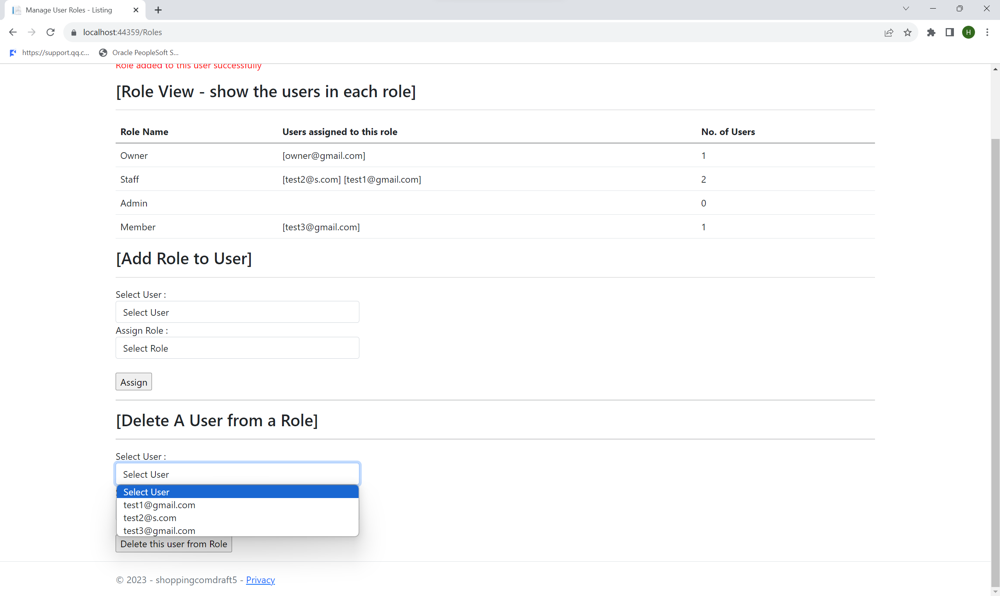 Manage User Roles - Listing
localhost:44359/Roles
H
https://support.qq.c...
Oracle PeopleSoft S...
Role added to this user successfully
[Role View - show the users in each role]
Role Name Users assigned to this role No. of Users
Owner [owner@gmail.com] 1
Staff [test2@s.com] [test1@gmail.com] 2
Admin 0
Member [test3@gmail.com] 1
[Add Role to User]
Select User :
Select User
Assign Role :
Select Role
Assign
[Delete A User from a Role]
Select User :
Select User
Select User
test1@gmail.com
test2@s.com
test3@gmail.com
Delete this user from Role
© 2023 - shoppingcomdraft5 - Privacy